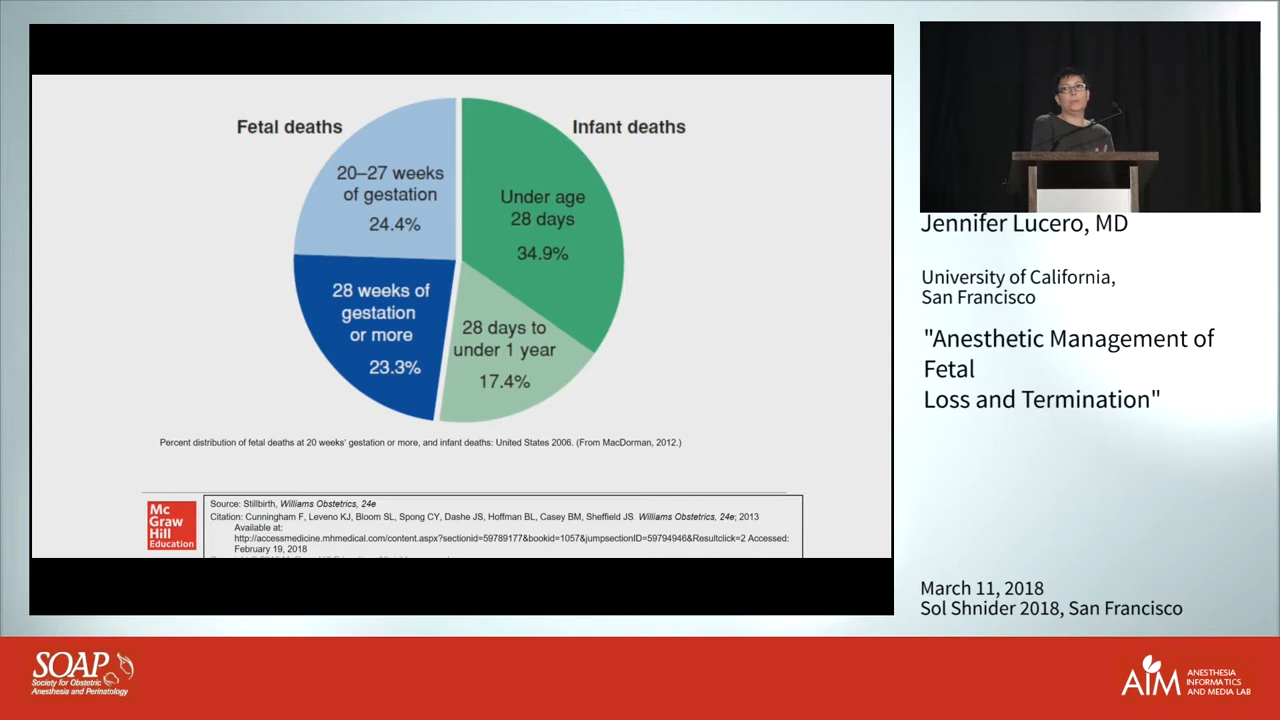 Fetal deaths
Infant deaths
20–27 weeks
of gestation
24.4%
Under age
28 days
34.9%
28 weeks of
gestation
or more
23.3%
28 days to
under 1 year
17.4%
Percent distribution of fetal deaths at 20 weeks' gestation or more, and infant deaths: United States 2006. (From MacDorman, 2012.)
Mc
Graw
Hill
Education
Source: Stillbirth, Williams Obstetrics, 24e
Citation: Cunningham F, Leveno KJ, Bloom SL, Spong CY, Dashe JS, Hoffman BL, Casey BM, Sheffield JS Williams Obstetrics, 24e; 2013
Available at:
http://accessmedicine.mhmedical.com/content.aspx?sectionid=59789177&bookid=1057&jumpsectionID=59794946&Resultclick=2 Accessed:
February 19, 2018
Jennifer Lucero, MD
University of California,
San Francisco
"Anesthetic Management of
Fetal
Loss and Termination"
March 11, 2018
Sol Shnider 2018, San Francisco
SOAP
Society for Obstetric
Anesthesia and Perinatology
AIM
ANESTHESIA
INFORMATICS
AND MEDIA LAB